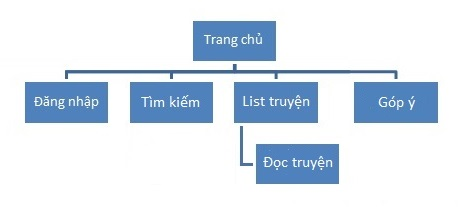 Trang chủ
Đăng nhập
Tìm kiếm
List truyện
Góp ý
Đọc truyện